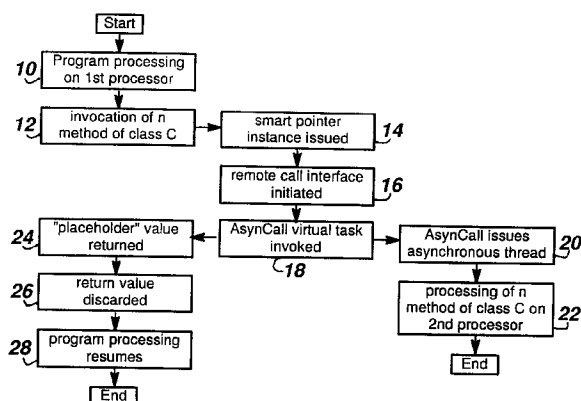 Start
10
Program processing
on 1st processor
12
invocation of n
method of class C
smart pointer
instance issued
14
remote call interface
initiated
16
AsynCall virtual task
invoked
18
AsynCall issues
asynchronous thread
20
processing of n
method of class C on
2nd processor
22
End
24
"placeholder" value
returned
26
return value
discarded
28
program processing
resumes
End